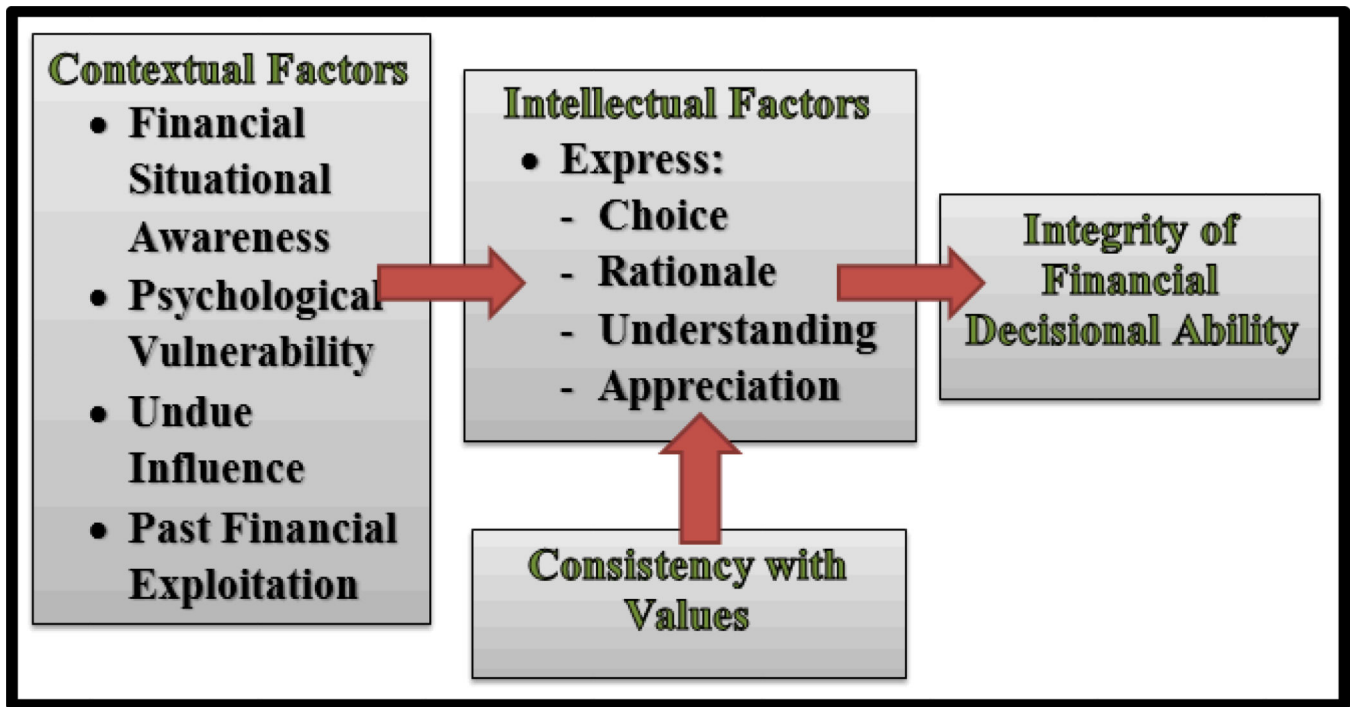 Contextual Factors
• Financial
Situational
Awareness
• Psychological
Vulnerability
• Undue
Influence
• Past Financial
Exploitation
Intellectual Factors
• Express:
- Choice
- Rationale
- Understanding
- Appreciation
Consistency with
Values
Integrity of
Financial
Decisional Ability